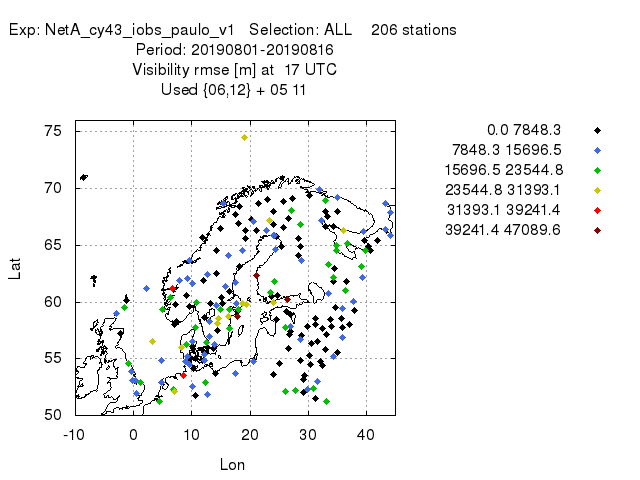 Exp: NetA_cy43_iobs_paulo_v1 Selection: ALL 206 stations
Period: 20190801-20190816
Visibility rmse [m] at 17 UTC
Used {06,12} + 05 11
0.0 7848.3
7848.3 15696.5
15696.5 23544.8
23544.8 31393.1
31393.1 39241.4
39241.4 47089.6
75
70
65
60
55
50
Lat
-10 0 10 20 30 40
Lon